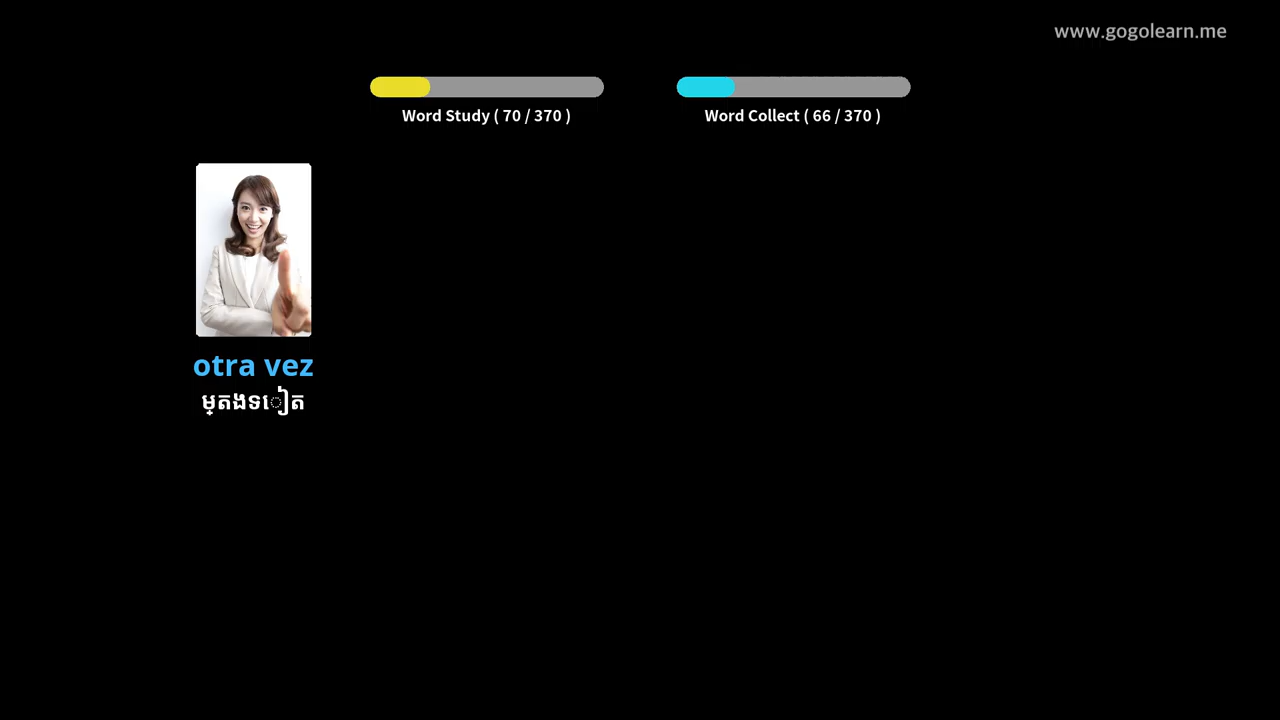 www.gogolearn.me
Word Study ( 70 / 370 )
Word Collect ( 66 / 370 )
otra vez
ម្តងទៀត